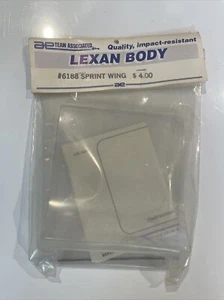 ae TEAM ASSOCIATED, Quality, impact-resistant
LEXAN BODY
#6188 SPRINT WING $4.00